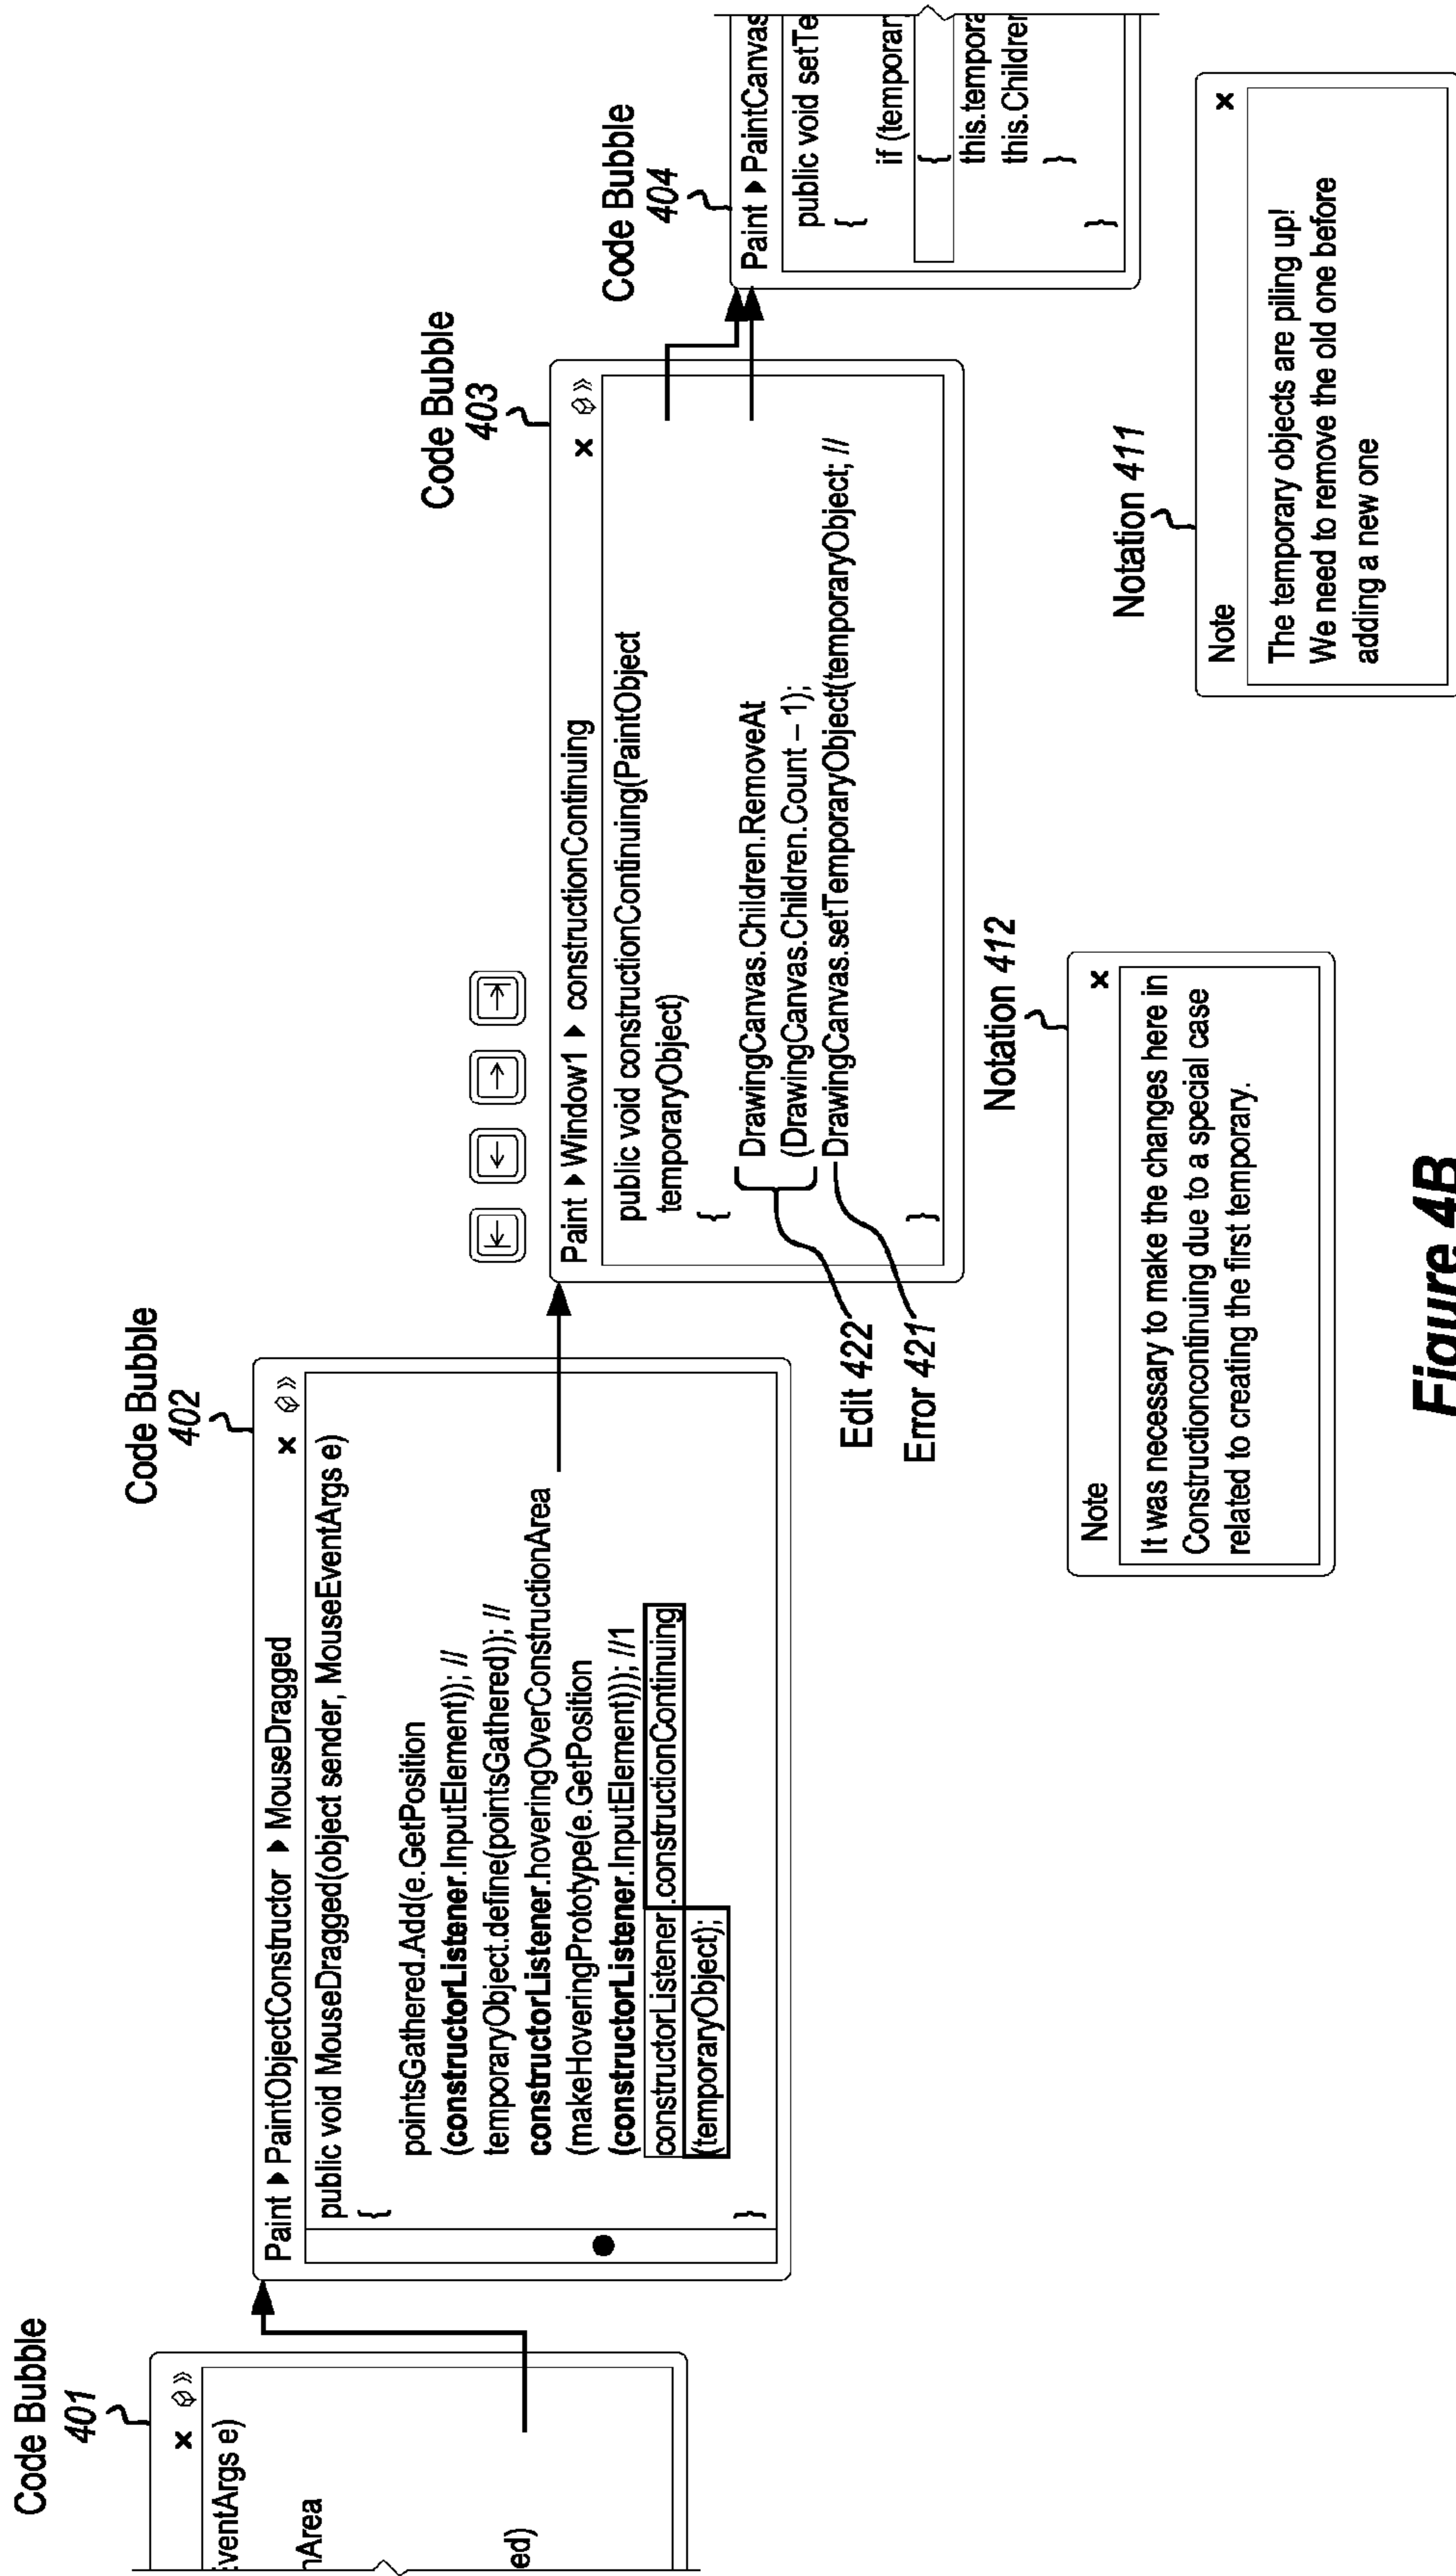 Code Bubble
401
EventArgs e)
nArea
ed)
Code Bubble
402
Paint ▸ PaintObjectConstructor ▸ MouseDragged
public void MouseDragged(object sender, MouseEventArgs e)
{
pointsGathered.Add(e.GetPosition
(constructorListener.InputElement)); //
temporaryObject.define(pointsGathered)); //
constructorListener.hoveringOverConstructionArea
(makeHoveringPrototype(e.GetPosition
(constructorListener.InputElement))); //1
constructorListener.constructionContinuing
(temporaryObject);
}
Code Bubble
403
Paint ▸ Window1 ▸ constructionContinuing
public void constructionContinuing(PaintObject
temporaryObject)
{
DrawingCanvas.Children.RemoveAt
(DrawingCanvas.Children.Count – 1);
DrawingCanvas.setTemporaryObject(temporaryObject; //
}
Edit 422
Error 421
Code Bubble
404
Paint ▸ PaintCanvas
public void setTe
{
if (temporar
{
this.tempora
this.Children
}
}
Notation 412
Note
It was necessary to make the changes here in
Constructioncontinuing due to a special case
related to creating the first temporary.
Notation 411
Note
The temporary objects are piling up!
We need to remove the old one before
adding a new one
Figure 4B